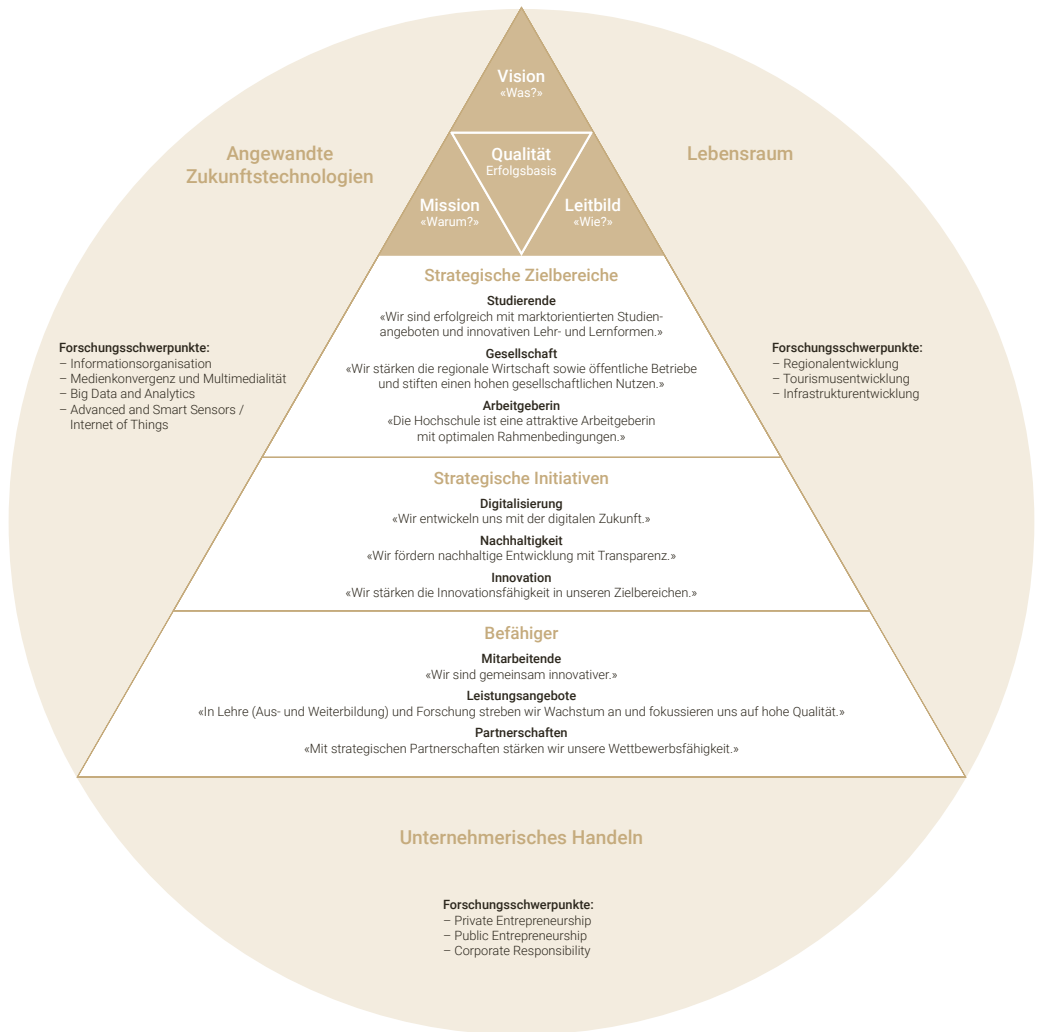 Vision
«Was?»
Qualität
Erfolgsbasis
Mission
«Warum?»
Leitbild
«Wie?»
Angewandte
Zukunftstechnologien
Forschungsschwerpunkte:
– Informationsorganisation
– Medienkonvergenz und Multimedialität
– Big Data and Analytics
– Advanced and Smart Sensors /
Internet of Things
Lebensraum
Forschungsschwerpunkte:
– Regionalentwicklung
– Tourismusentwicklung
– Infrastrukturentwicklung
Strategische Zielbereiche
Studierende
«Wir sind erfolgreich mit marktorientierten Studien-
angeboten und innovativen Lehr- und Lernformen.»
Gesellschaft
«Wir stärken die regionale Wirtschaft sowie öffentliche Betriebe
und stiften einen hohen gesellschaftlichen Nutzen.»
Arbeitgeberin
«Die Hochschule ist eine attraktive Arbeitgeberin
mit optimalen Rahmenbedingungen.»
Strategische Initiativen
Digitalisierung
«Wir entwickeln uns mit der digitalen Zukunft.»
Nachhaltigkeit
«Wir fördern nachhaltige Entwicklung mit Transparenz.»
Innovation
«Wir stärken die Innovationsfähigkeit in unseren Zielbereichen.»
Befähiger
Mitarbeitende
«Wir sind gemeinsam innovativer.»
Leistungsangebote
«In Lehre (Aus- und Weiterbildung) und Forschung streben wir Wachstum an und fokussieren uns auf hohe Qualität.»
Partnerschaften
«Mit strategischen Partnerschaften stärken wir unsere Wettbewerbsfähigkeit.»
Unternehmerisches Handeln
Forschungsschwerpunkte:
– Private Entrepreneurship
– Public Entrepreneurship
– Corporate Responsibility